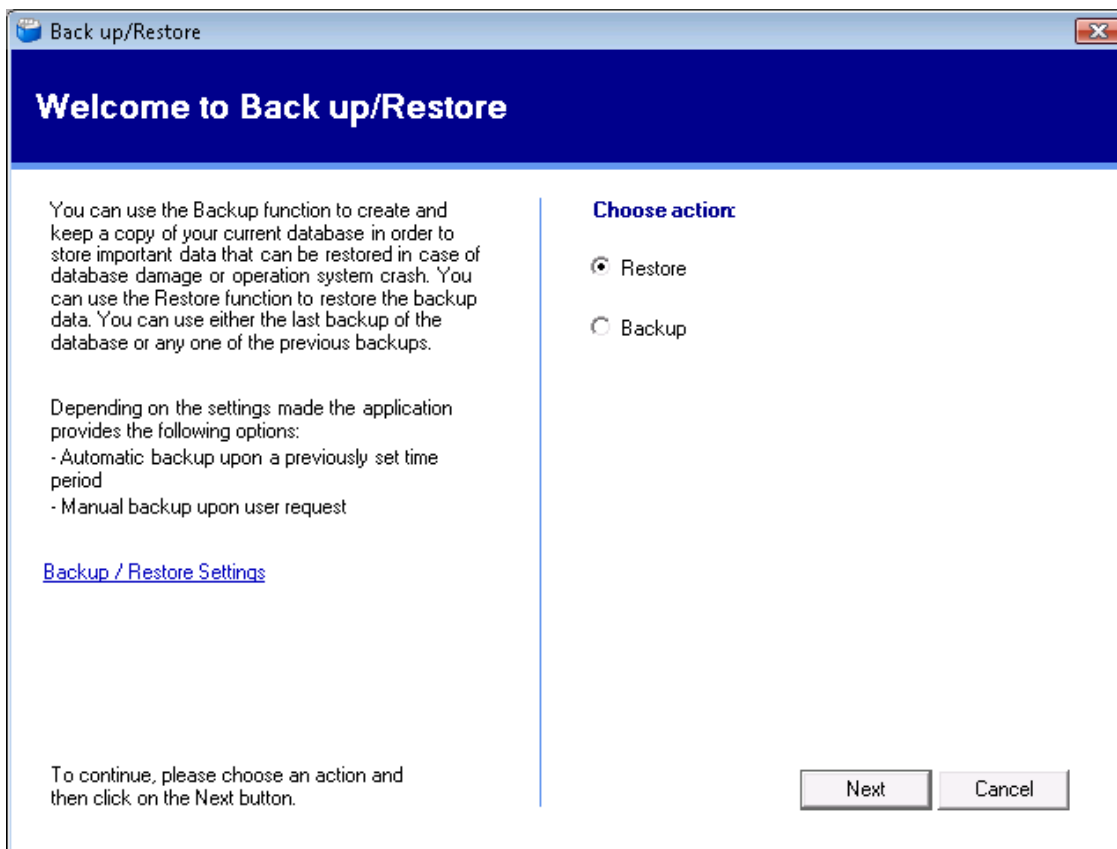 Back up/Restore
Welcome to Back up/Restore
You can use the Backup function to create and
keep a copy of your current database in order to
store important data that can be restored in case of
database damage or operation system crash. You
can use the Restore function to restore the backup
data. You can use either the last backup of the
database or any one of the previous backups.
Depending on the settings made the application
provides the following options:
- Automatic backup upon a previously set time
period
- Manual backup upon user request
Backup / Restore Settings
To continue, please choose an action and
then click on the Next button.
Choose action:
Restore
Backup
Next
Cancel